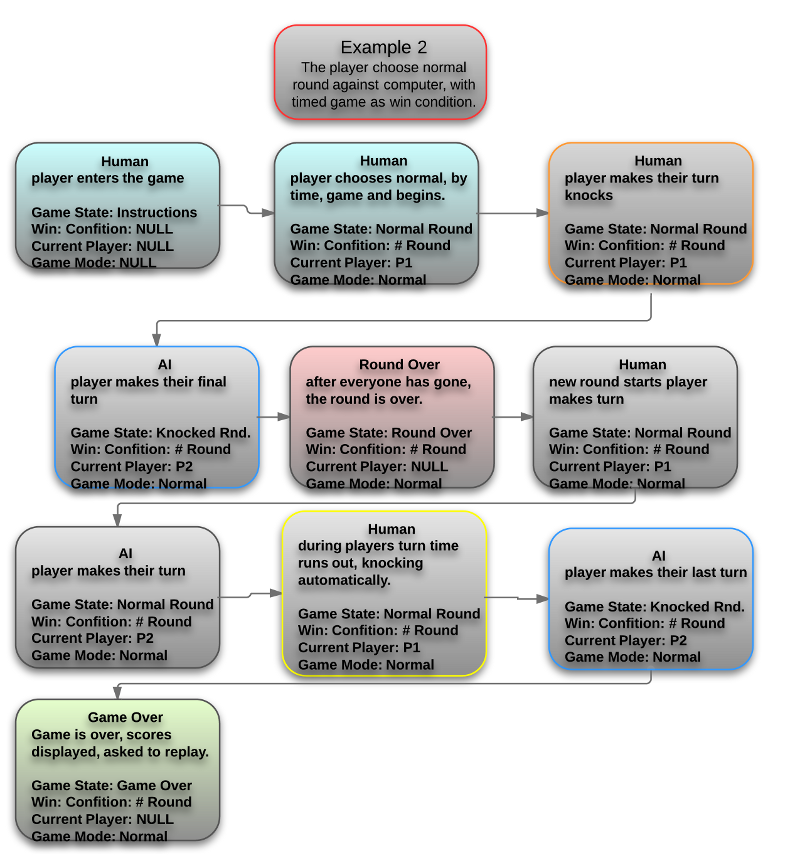 Example 2
The player choose normal
round against computer, with
timed game as win condition.
Human
player enters the game
Game State: Instructions
Win: Confition: NULL
Current Player: NULL
Game Mode: NULL
Human
player chooses normal, by
time, game and begins.
Game State: Normal Round
Win: Confition: # Round
Current Player: P1
Game Mode: Normal
Human
player makes their turn
knocks
Game State: Normal Round
Win: Confition: # Round
Current Player: P1
Game Mode: Normal
AI
player makes their final
turn
Game State: Knocked Rnd.
Win: Confition: # Round
Current Player: P2
Game Mode: Normal
Round Over
after everyone has gone,
the round is over.
Game State: Round Over
Win: Confition: # Round
Current Player: NULL
Game Mode: Normal
Human
new round starts player
makes turn
Game State: Normal Round
Win: Confition: # Round
Current Player: P1
Game Mode: Normal
AI
player makes their turn
Game State: Normal Round
Win: Confition: # Round
Current Player: P2
Game Mode: Normal
Human
during players turn time
runs out, knocking
automatically.
Game State: Normal Round
Win: Confition: # Round
Current Player: P1
Game Mode: Normal
AI
player makes their last turn
Game State: Knocked Rnd.
Win: Confition: # Round
Current Player: P2
Game Mode: Normal
Game Over
Game is over, scores
displayed, asked to replay.
Game State: Game Over
Win: Confition: # Round
Current Player: NULL
Game Mode: Normal